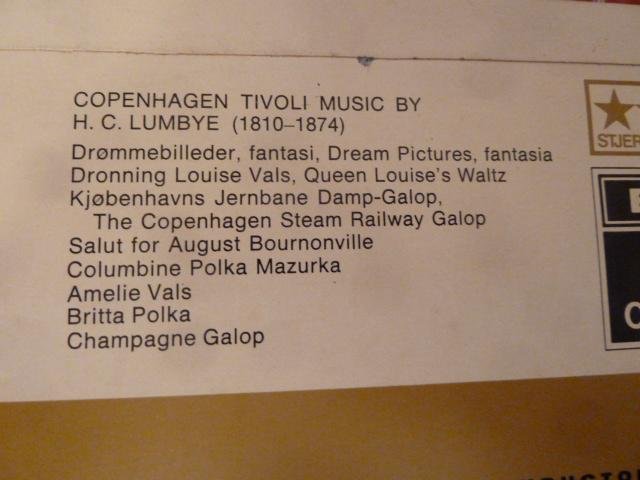 COPENHAGEN TIVOLI MUSIC BY
H. C. LUMBYE (1810–1874)
Drømmebilleder, fantasi, Dream Pictures, fantasia
Dronning Louise Vals, Queen Louise's Waltz
Kjøbenhavns Jernbane Damp-Galop,
The Copenhagen Steam Railway Galop
Salut for August Bournonville
Columbine Polka Mazurka
Amelie Vals
Britta Polka
Champagne Galop